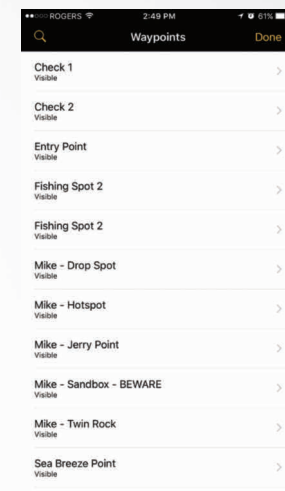 ROGERS 2:49 PM 61%
Waypoints Done
Check 1
Visible
Check 2
Visible
Entry Point
Visible
Fishing Spot 2
Visible
Fishing Spot 2
Visible
Mike - Drop Spot
Visible
Mike - Hotspot
Visible
Mike - Jerry Point
Visible
Mike - Sandbox - BEWARE
Visible
Mike - Twin Rock
Visible
Sea Breeze Point
Visible